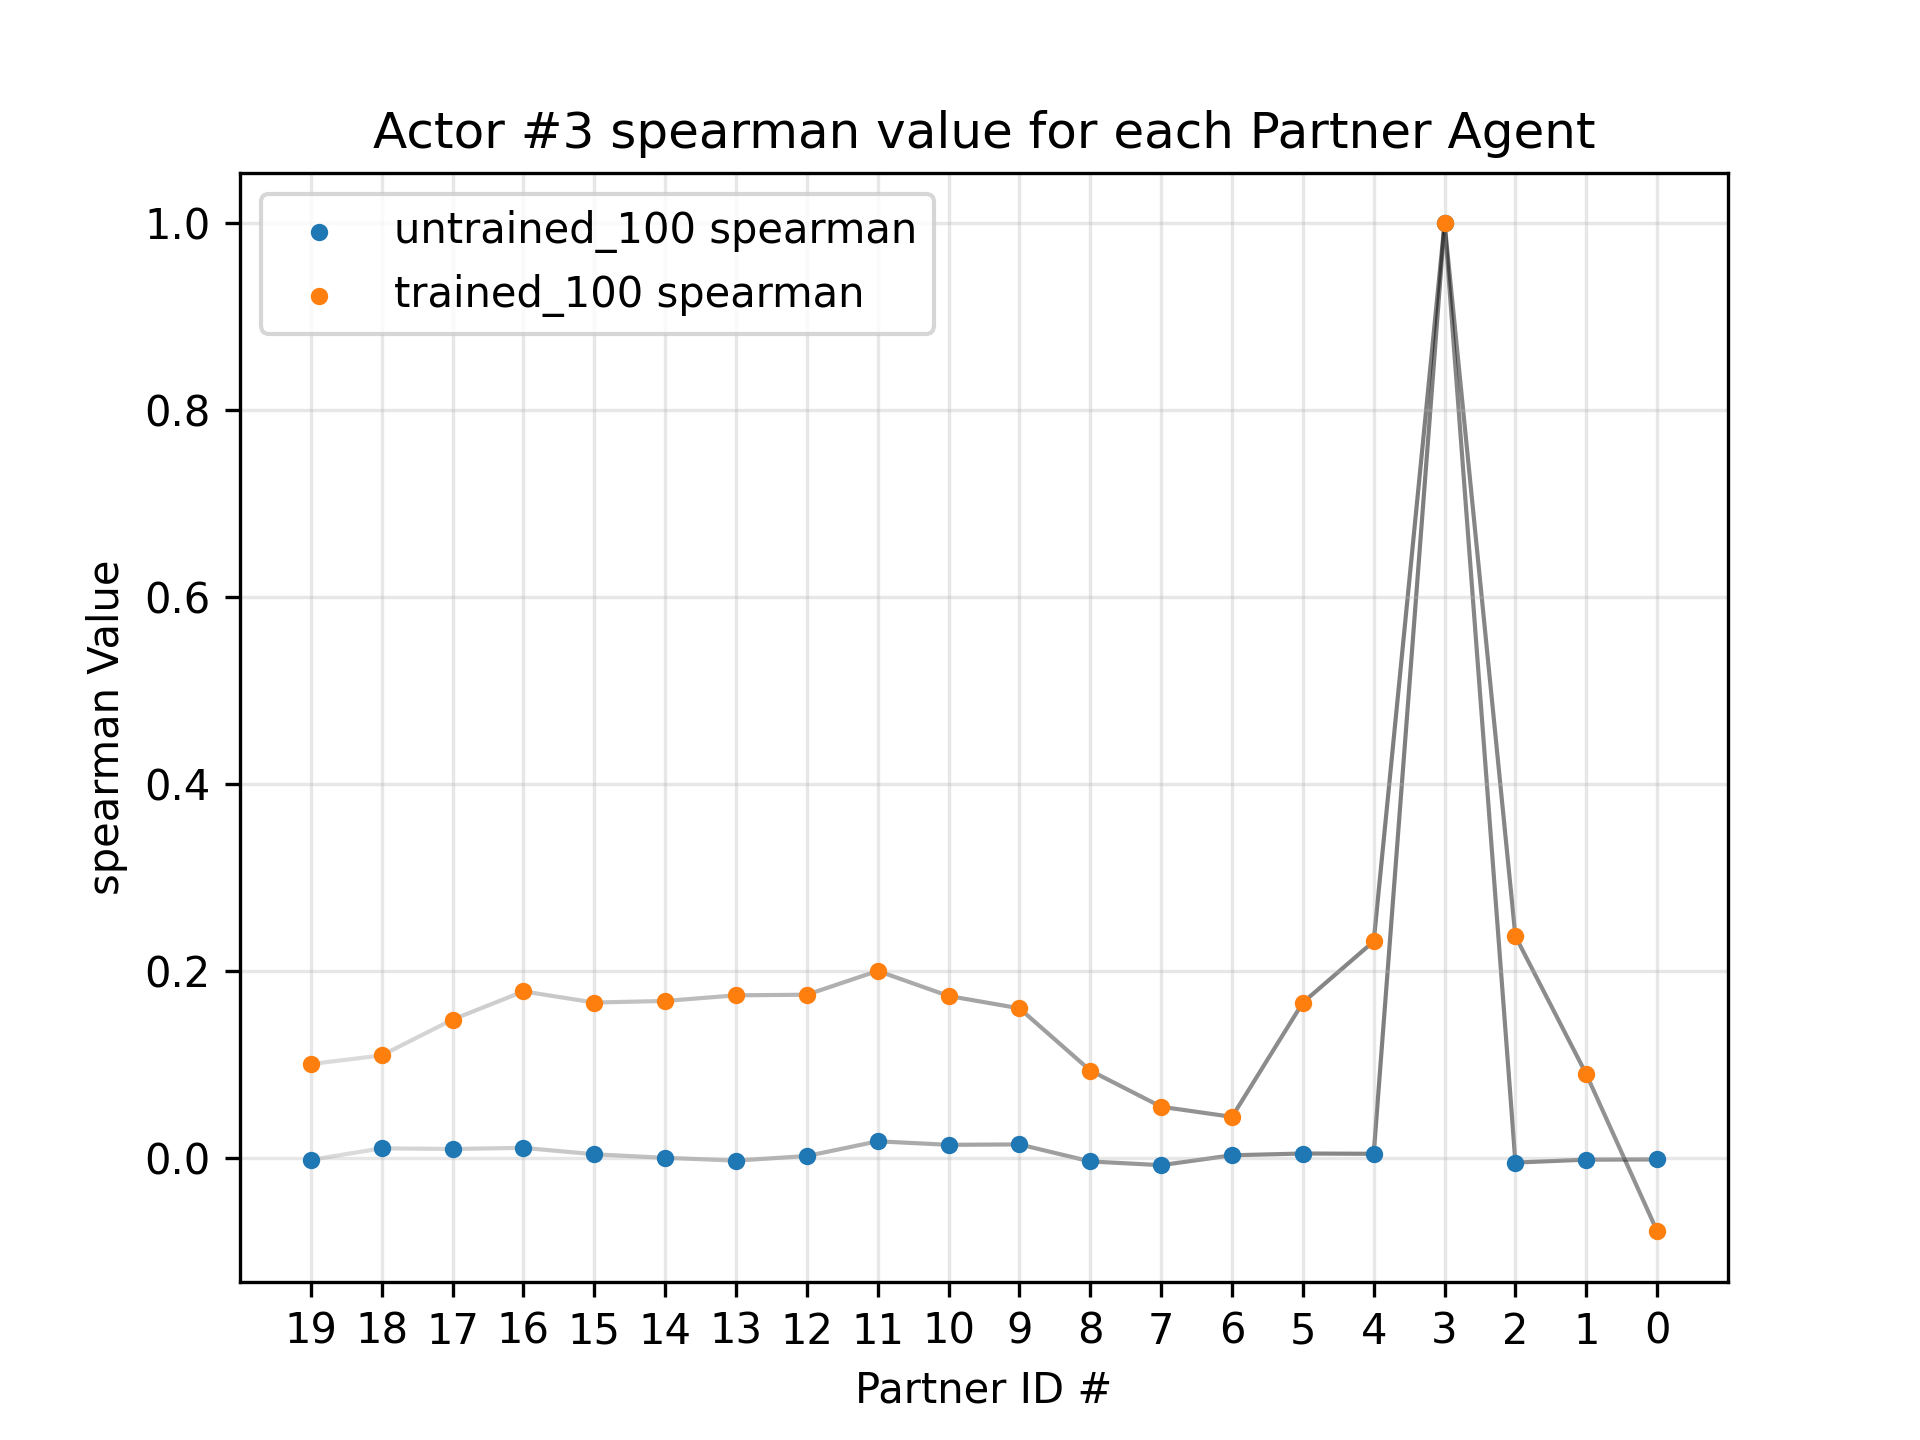 Actor #3 spearman value for each Partner Agent
untrained_100 spearman
trained_100 spearman
1.0
0.8
0.6
0.4
0.2
0.0
spearman Value
19 18 17 16 15 14 13 12 11 10 9 8 7 6 5 4 3 2 1 0
Partner ID #